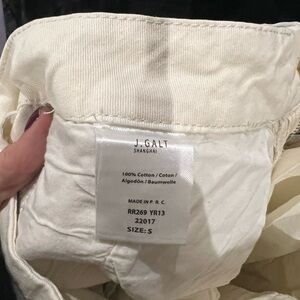 J. GALT
SHANGHAI
100% Cotton / Coton /
Algodón / Baumwolle
MADE IN P. R. C.
RR269 YR13
22017
SIZE: S